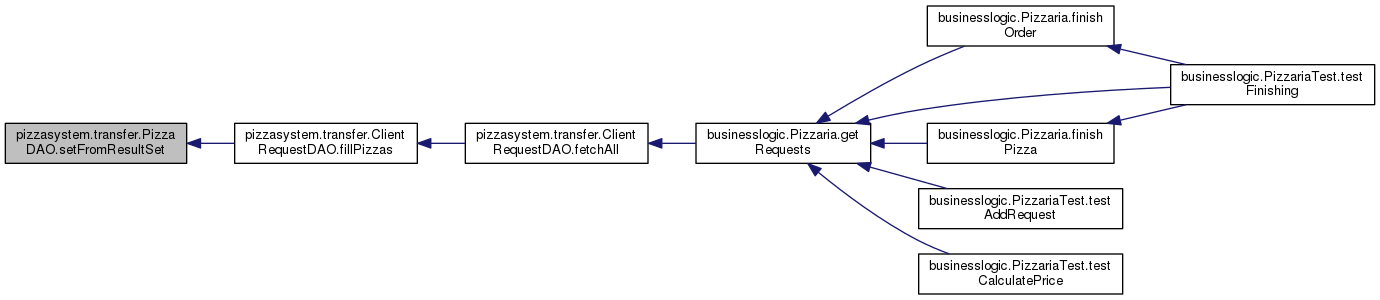 pizzasystem.transfer.Pizza
DAO.setFromResultSet
pizzasystem.transfer.Client
RequestDAO.fillPizzas
pizzasystem.transfer.Client
RequestDAO.fetchAll
businesslogic.Pizzaria.get
Requests
businesslogic.Pizzaria.finish
Order
businesslogic.PizzariaTest.test
Finishing
businesslogic.Pizzaria.finish
Pizza
businesslogic.PizzariaTest.test
AddRequest
businesslogic.PizzariaTest.test
CalculatePrice